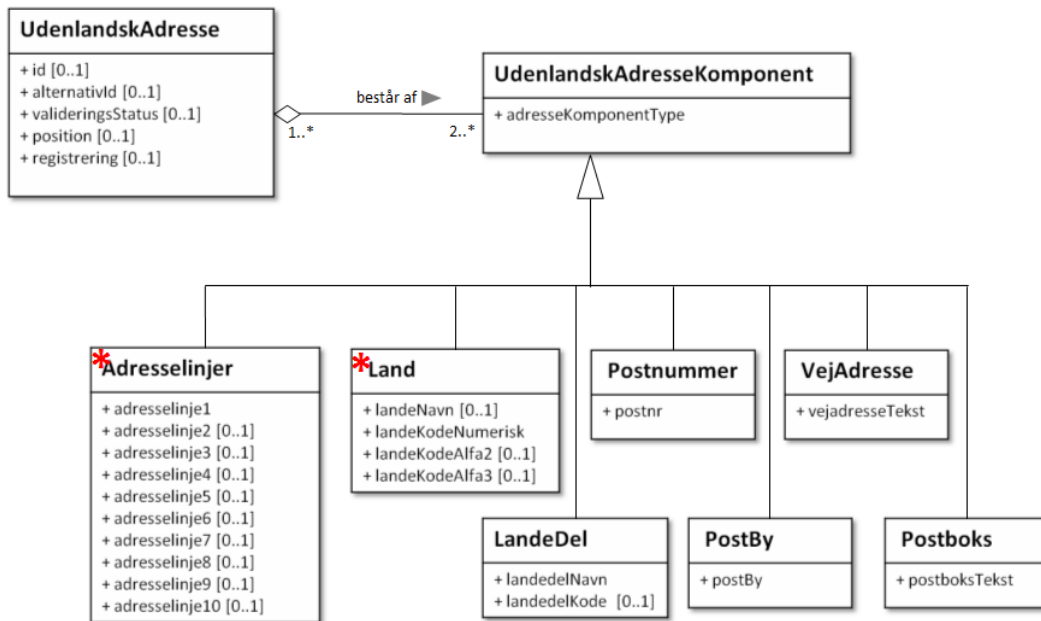 UdenlandskAdresse
+ id [0..1]
+ alternativId [0..1]
+ valideringsStatus [0..1]
+ position [0..1]
+ registrering [0..1]
består af
1..*
2..*
UdenlandskAdresseKomponent
+ adresseKomponentType
*Adresselinjer
+ adresselinje1
+ adresselinje2 [0..1]
+ adresselinje3 [0..1]
+ adresselinje4 [0..1]
+ adresselinje5 [0..1]
+ adresselinje6 [0..1]
+ adresselinje7 [0..1]
+ adresselinje8 [0..1]
+ adresselinje9 [0..1]
+ adresselinje10 [0..1]
*Land
+ landeNavn [0..1]
+ landeKodeNumerisk
+ landeKodeAlfa2 [0..1]
+ landeKodeAlfa3 [0..1]
Postnummer
+ postnr
VejAdresse
+ vejadresseTekst
LandeDel
+ landedelNavn
+ landedelKode [0..1]
PostBy
+ postBy
Postboks
+ postboksTekst